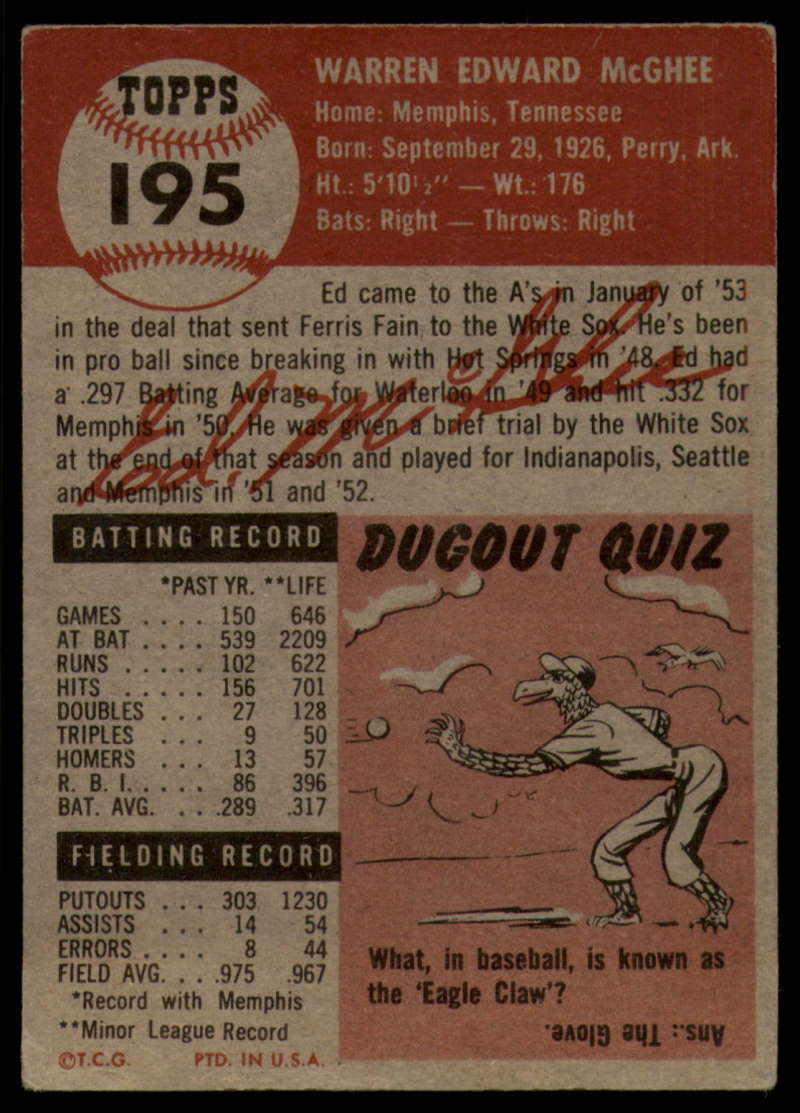 TOPPS
195
WARREN EDWARD McGHEE
Home: Memphis, Tennessee
Born: September 29, 1926, Perry, Ark.
Ht.: 5'10½" — Wt.: 176
Bats: Right — Throws: Right
Ed came to the A's in January of '53
in the deal that sent Ferris Fain to the White Sox. He's been
in pro ball since breaking in with Hot Springs in '48. Ed had
a .297 Batting Average for Waterloo in '49 and hit .332 for
Memphis in '50. He was given a brief trial by the White Sox
at the end of that season and played for Indianapolis, Seattle
and Memphis in '51 and '52.
Ed. McGhee
BATTING RECORD
*PAST YR. **LIFE
GAMES . . . . 150 646
AT BAT . . . . 539 2209
RUNS . . . . . 102 622
HITS . . . . . 156 701
DOUBLES . . . 27 128
TRIPLES . . . 9 50
HOMERS . . . 13 57
R. B. I. . . . . 86 396
BAT. AVG. . . .289 .317
FIELDING RECORD
PUTOUTS . . . 303 1230
ASSISTS . . . 14 54
ERRORS . . . . 8 44
FIELD AVG. . . .975 .967
*Record with Memphis
**Minor League Record
©T.C.G. PTD. IN U.S.A.
DUGOUT QUIZ
What, in baseball, is known as
the 'Eagle Claw'?
Ans.: The Glove.